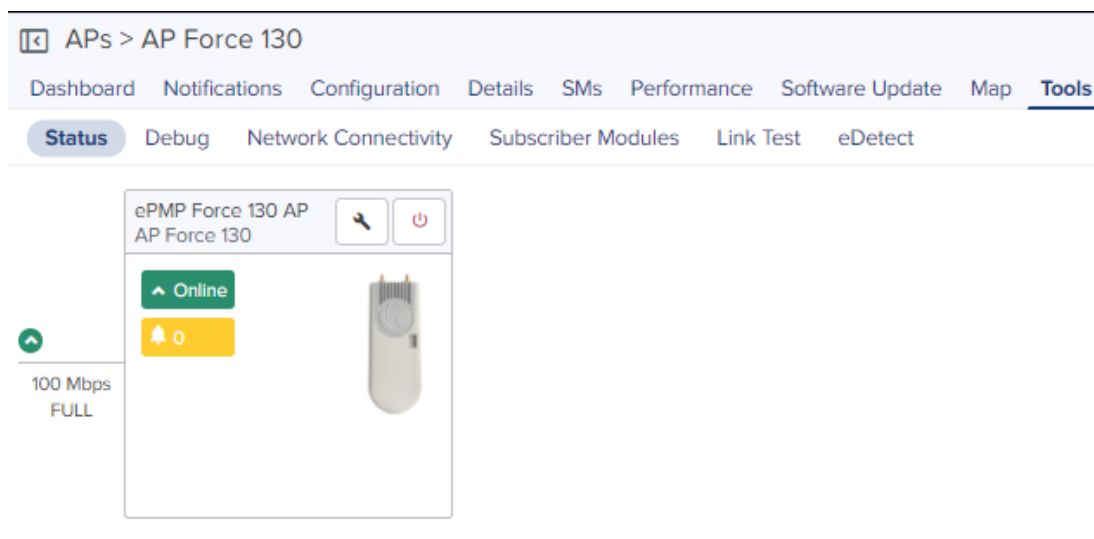 APs > AP Force 130
Dashboard Notifications Configuration Details SMs Performance Software Update Map Tools
Status Debug Network Connectivity Subscriber Modules Link Test eDetect
ePMP Force 130 AP
AP Force 130
Online
0
100 Mbps
FULL